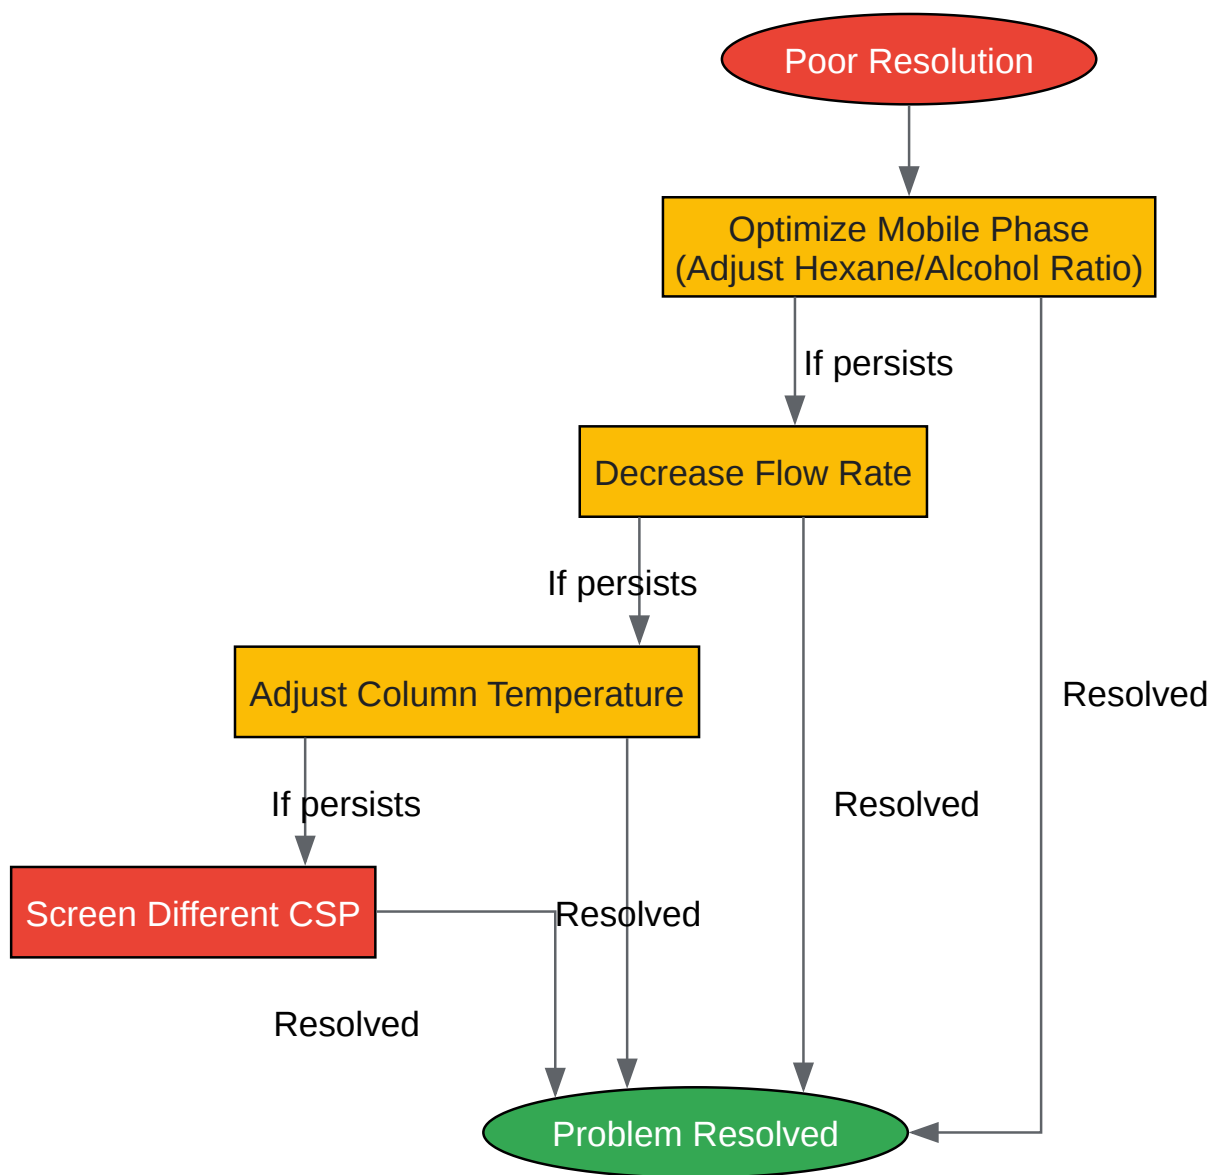 Poor Resolution
Optimize Mobile Phase
(Adjust Hexane/Alcohol Ratio)
If persists
Decrease Flow Rate
If persists
Adjust Column Temperature
Resolved
If persists
Resolved
Screen Different CSP
Resolved
Resolved
Problem Resolved